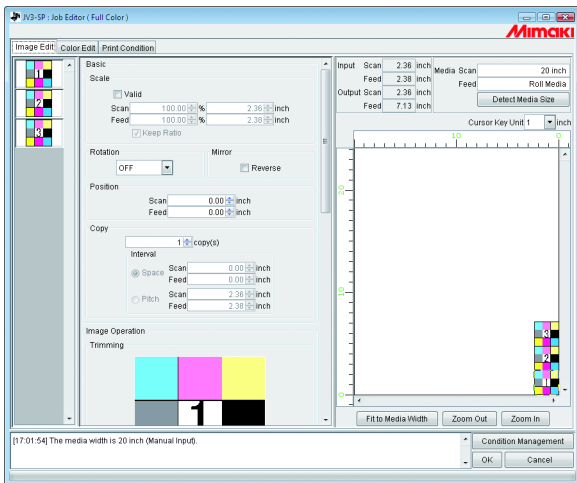 JV3-SP : Job Editor ( Full Color )
Mimaki
Image Edit Color Edit Print Condition
1
2
3
Basic
Scale
Valid
Scan 100.00 % 2.36 inch
Feed 100.00 % 2.38 inch
Keep Ratio
Rotation Mirror
OFF Reverse
Position
Scan 0.00 inch
Feed 0.00 inch
Copy
1 copy(s)
Interval
Space Scan 0.00 inch
Feed 0.00 inch
Pitch Scan 2.36 inch
Feed 2.38 inch
Image Operation
Trimming
1
Input Scan 2.36 inch
Feed 2.38 inch
Output Scan 2.36 inch
Feed 7.13 inch
Media Scan 20 inch
Feed Roll Media
Detect Media Size
Cursor Key Unit 1 inch
10 0
20
10
0
3
2
1
Fit to Media Width Zoom Out Zoom In
[17:01:54] The media width is 20 inch (Manual Input).
Condition Management
OK Cancel